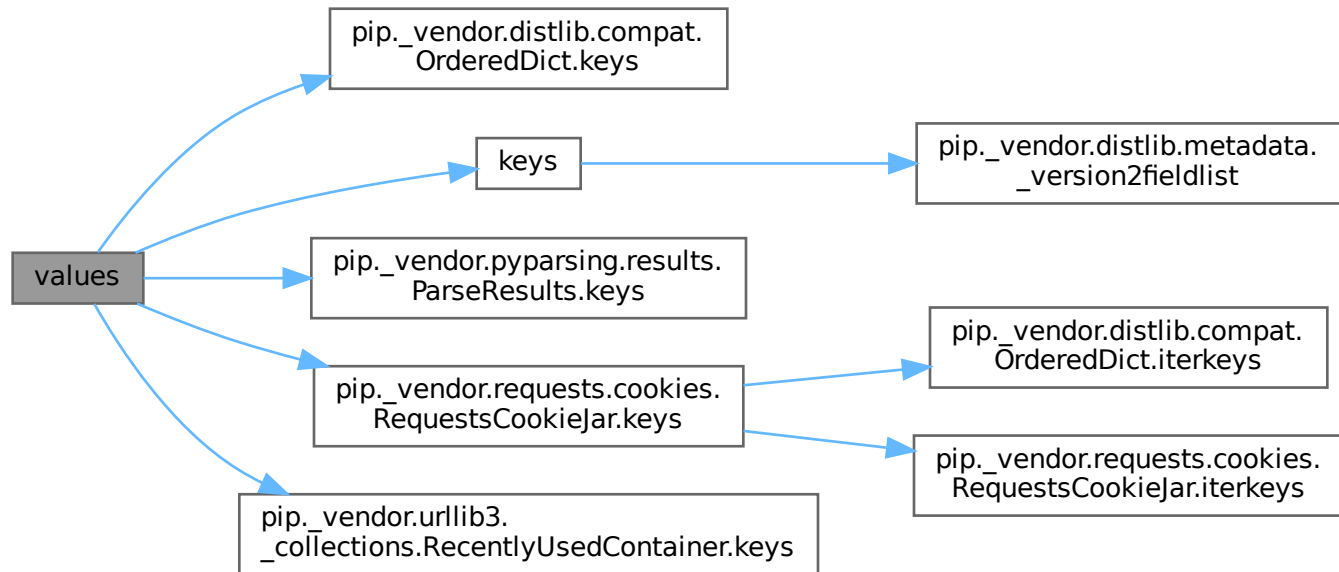 pip._vendor.distlib.compat.
OrderedDict.keys
keys
pip._vendor.distlib.metadata.
_version2fieldlist
values
pip._vendor.pyparsing.results.
ParseResults.keys
pip._vendor.distlib.compat.
OrderedDict.iterkeys
pip._vendor.requests.cookies.
RequestsCookieJar.keys
pip._vendor.requests.cookies.
RequestsCookieJar.iterkeys
pip._vendor.urllib3.
_collections.RecentlyUsedContainer.keys